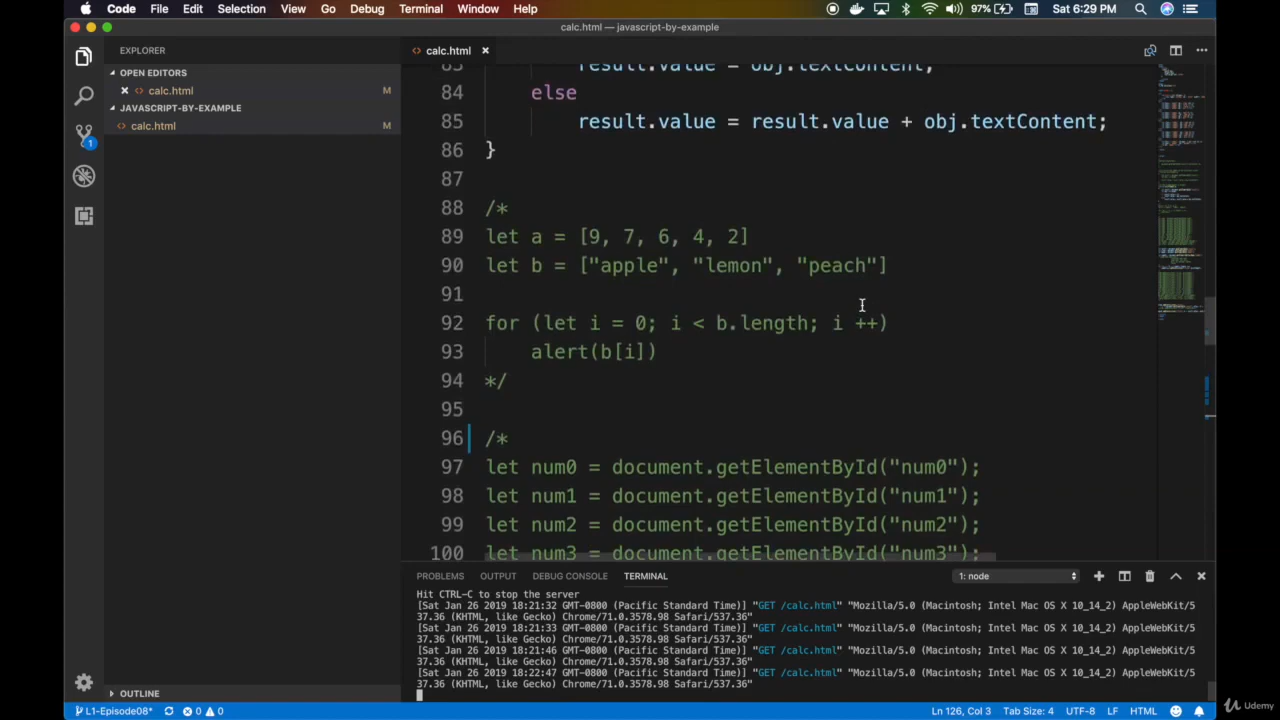 Code File Edit Selection View Go Debug Terminal Window Help 97% Sat 6:29 PM
calc.html — javascript-by-example
EXPLORER
OPEN EDITORS
calc.html M
JAVASCRIPT-BY-EXAMPLE
calc.html M
1
OUTLINE
calc.html
83 result.value = obj.textContent;
84 else
85 result.value = result.value + obj.textContent;
86 }
87
88 /*
89 let a = [9, 7, 6, 4, 2]
90 let b = ["apple", "lemon", "peach"]
91
92 for (let i = 0; i < b.length; i ++)
93 alert(b[i])
94 */
95
96 /*
97 let num0 = document.getElementById("num0");
98 let num1 = document.getElementById("num1");
99 let num2 = document.getElementById("num2");
100 let num3 = document.getElementById("num3");
PROBLEMS OUTPUT DEBUG CONSOLE TERMINAL 1: node
Hit CTRL-C to stop the server
[Sat Jan 26 2019 18:21:32 GMT-0800 (Pacific Standard Time)] "GET /calc.html" "Mozilla/5.0 (Macintosh; Intel Mac OS X 10_14_2) AppleWebKit/5
37.36 (KHTML, like Gecko) Chrome/71.0.3578.98 Safari/537.36"
[Sat Jan 26 2019 18:21:33 GMT-0800 (Pacific Standard Time)] "GET /calc.html" "Mozilla/5.0 (Macintosh; Intel Mac OS X 10_14_2) AppleWebKit/5
37.36 (KHTML, like Gecko) Chrome/71.0.3578.98 Safari/537.36"
[Sat Jan 26 2019 18:21:46 GMT-0800 (Pacific Standard Time)] "GET /calc.html" "Mozilla/5.0 (Macintosh; Intel Mac OS X 10_14_2) AppleWebKit/5
37.36 (KHTML, like Gecko) Chrome/71.0.3578.98 Safari/537.36"
[Sat Jan 26 2019 18:22:47 GMT-0800 (Pacific Standard Time)] "GET /calc.html" "Mozilla/5.0 (Macintosh; Intel Mac OS X 10_14_2) AppleWebKit/5
37.36 (KHTML, like Gecko) Chrome/71.0.3578.98 Safari/537.36"
L1-Episode08* 0 0 Ln 126, Col 3 Tab Size: 4 UTF-8 LF HTML
Udemy